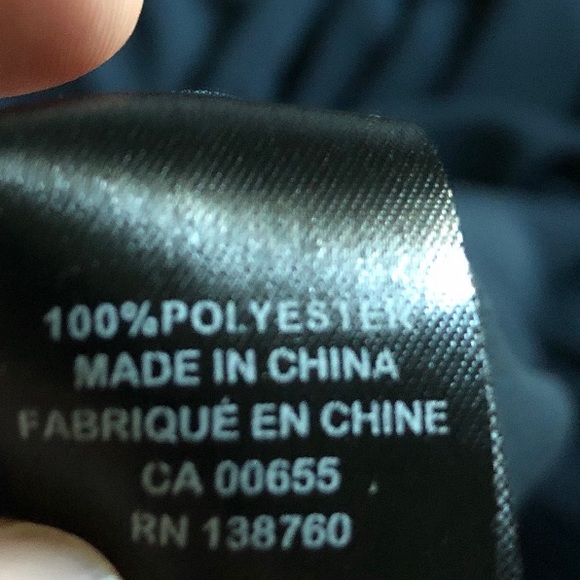 100%POLYESTER
MADE IN CHINA
FABRIQUÉ EN CHINE
CA 00655
RN 138760